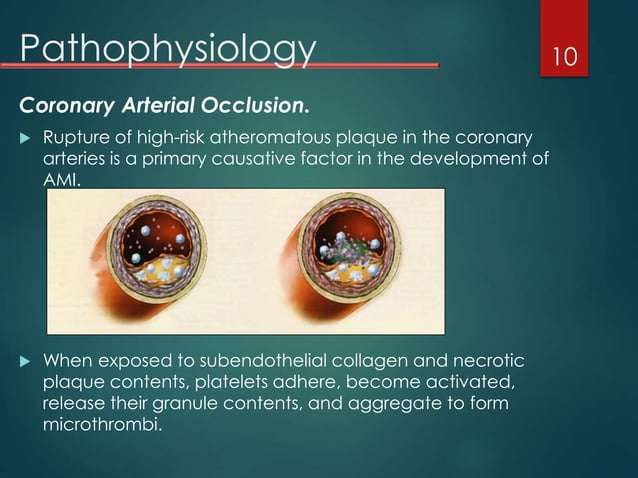 Pathophysiology
10
Coronary Arterial Occlusion.
Rupture of high-risk atheromatous plaque in the coronary
arteries is a primary causative factor in the development of
AMI.
When exposed to subendothelial collagen and necrotic
plaque contents, platelets adhere, become activated,
release their granule contents, and aggregate to form
microthrombi.